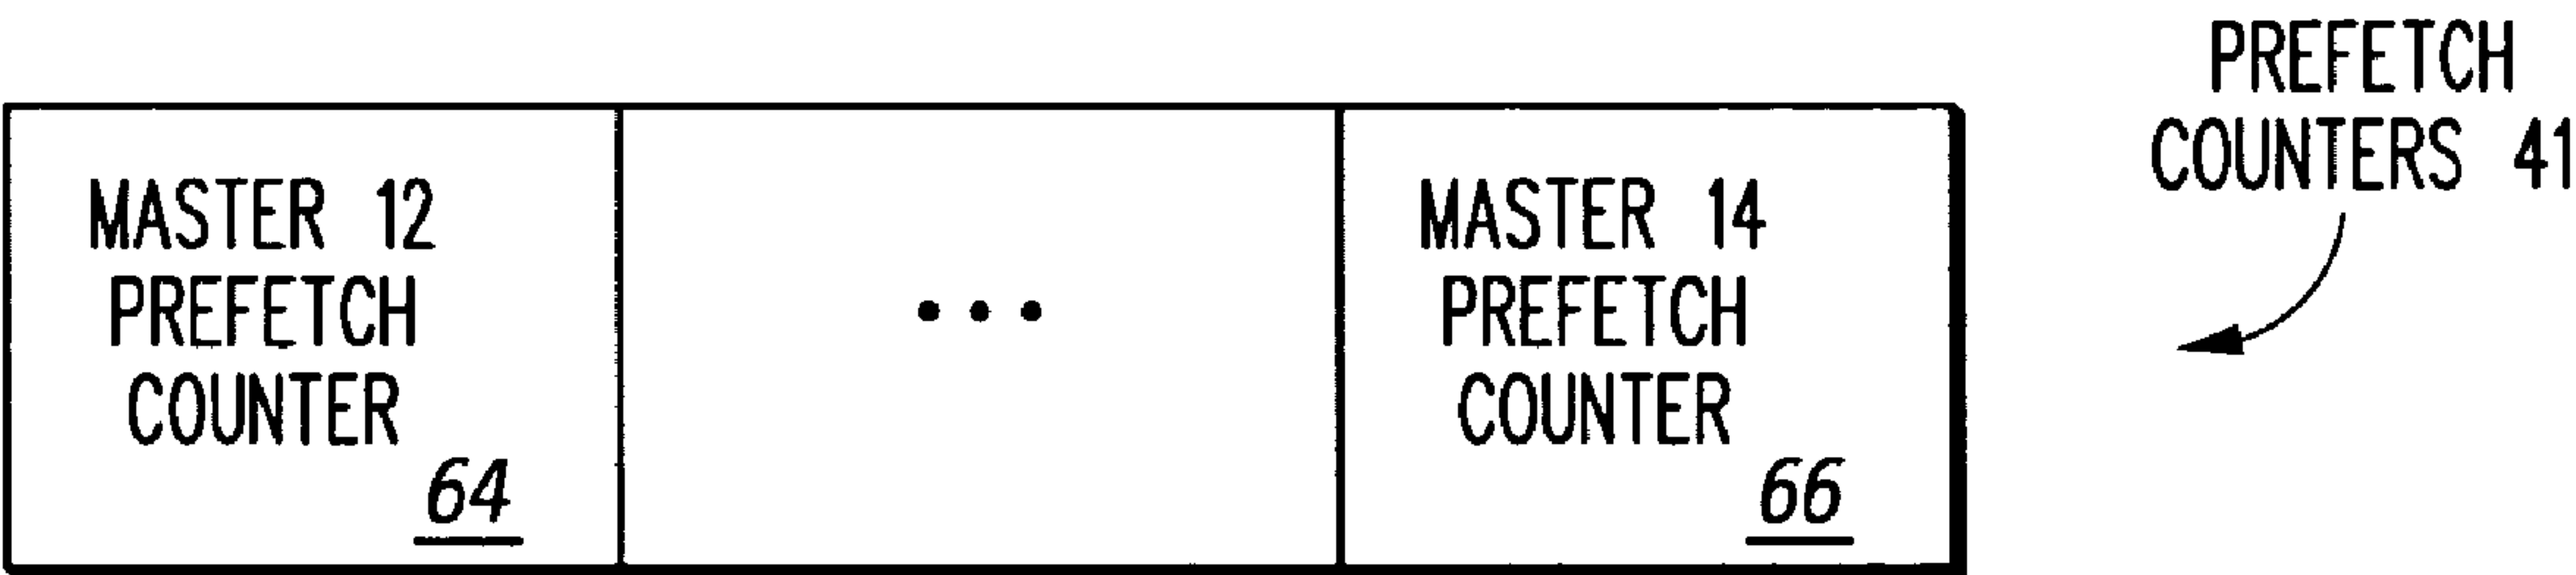 PREFETCH
COUNTERS 41
MASTER 12
PREFETCH
COUNTER
64
...
MASTER 14
PREFETCH
COUNTER
66